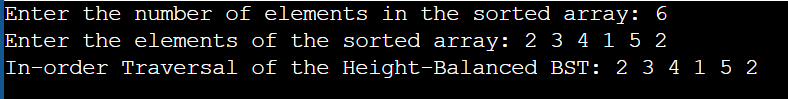 Enter the number of elements in the sorted array: 6
Enter the elements of the sorted array: 2 3 4 1 5 2
In-order Traversal of the Height-Balanced BST: 2 3 4 1 5 2